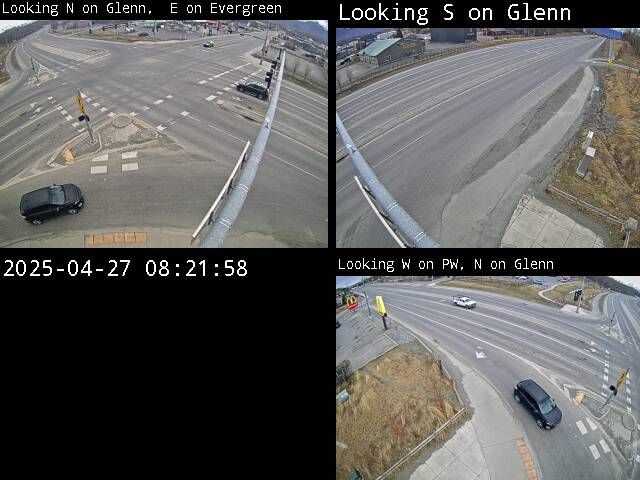 Looking N on Glenn, E on Evergreen
Looking S on Glenn
2025-04-27 08:21:58
Looking W on PW, N on Glenn